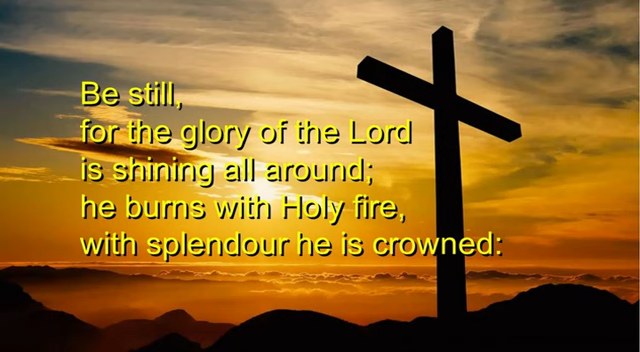 Be still,
for the glory of the Lord
is shining all around;
he burns with Holy fire,
with splendour he is crowned: